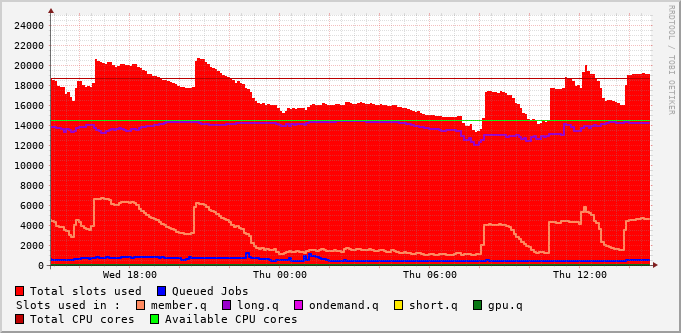 24000
22000
20000
18000
16000
14000
12000
10000
8000
6000
4000
2000
0
Wed 18:00 Thu 00:00 Thu 06:00 Thu 12:00
RRDTOOL / TOBI OETIKER
Total slots used Queued Jobs
Slots used in : member.q long.q ondemand.q short.q gpu.q
Total CPU cores Available CPU cores